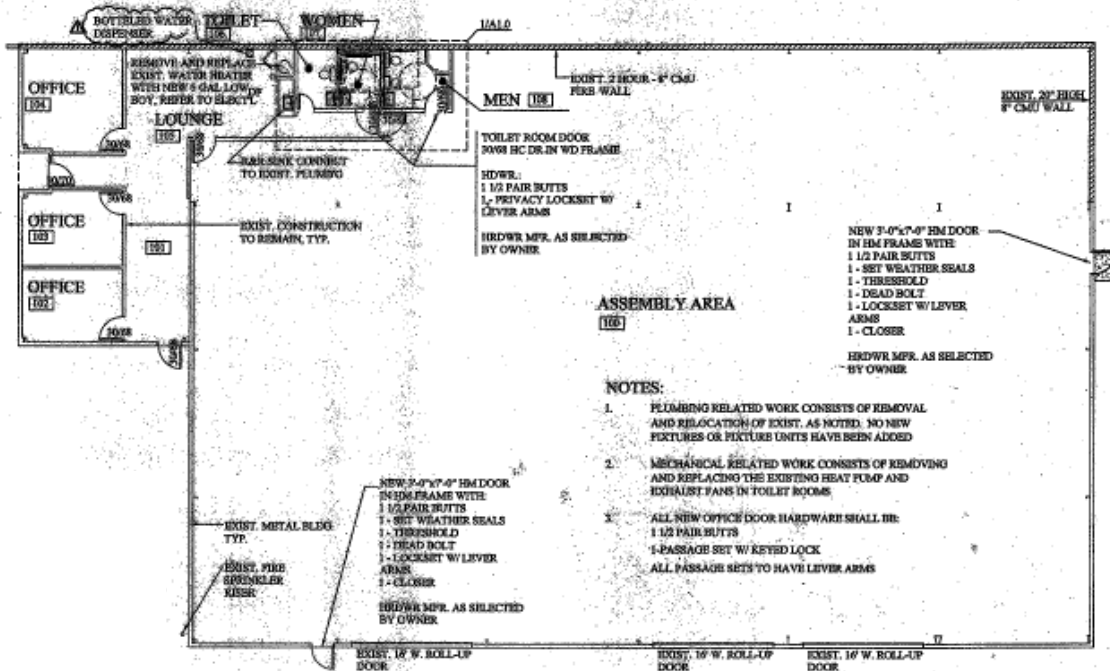 BOTTELED WATER
DISPENSER
TOILET
106
WOMEN
107
1/A1.0
REMOVE AND REPLACE
EXIST. WATER HEATER
WITH NEW 6 GAL LOW
BOY, REFER TO ELECT'L
DF
OFFICE
104
LOUNGE
105
MEN 108
EXIST. 2 HOUR - 8" CMU
FIRE WALL
EXIST. 20" HIGH
8" CMU WALL
30/68
30/68
30/70
30/68
R&R SINK CONNECT
TO EXIST. PLUMB'G
TOILET ROOM DOOR
30/68 HC DR. IN WD FRAME
HDWR.:
1 1/2 PAIR BUTTS
1 - PRIVACY LOCKSET W/
LEVER ARMS
HRDWR MFR. AS SELECTED
BY OWNER
OFFICE
103
101
EXIST. CONSTRUCTION
TO REMAIN, TYP.
NEW 3'-0"x7'-0" HM DOOR
IN HM FRAME WITH:
1 1/2 PAIR BUTTS
1 - SET WEATHER SEALS
1 - THRESHOLD
1 - DEAD BOLT
1 - LOCKSET W/ LEVER
ARMS
1 - CLOSER
HRDWR MFR. AS SELECTED
BY OWNER
OFFICE
102
30/68
ASSEMBLY AREA
100
NOTES:
1. PLUMBING RELATED WORK CONSISTS OF REMOVAL
AND RELOCATION OF EXIST. AS NOTED. NO NEW
FIXTURES OR FIXTURE UNITS HAVE BEEN ADDED
2. MECHANICAL RELATED WORK CONSISTS OF REMOVING
AND REPLACING THE EXISTING HEAT PUMP AND
EXHAUST FANS IN TOILET ROOMS
3. ALL NEW OFFICE DOOR HARDWARE SHALL BE:
1 1/2 PAIR BUTTS
1-PASSAGE SET W/ KEYED LOCK
ALL PASSAGE SETS TO HAVE LEVER ARMS
NEW 3'-0"x7'-0" HM DOOR
IN HM FRAME WITH:
1 1/2 PAIR BUTTS
1 - SET WEATHER SEALS
1 - THRESHOLD
1 - DEAD BOLT
1 - LOCKSET W/ LEVER
ARMS
1 - CLOSER
HRDWR MFR. AS SELECTED
BY OWNER
EXIST. METAL BLDG
TYP.
EXIST. FIRE
SPRINKLER
RISER
EXIST. 16' W. ROLL-UP
DOOR
EXIST. 16' W. ROLL-UP
DOOR
EXIST. 16' W. ROLL-UP
DOOR